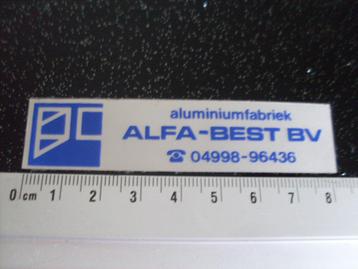 aluminiumfabriek
ALFA-BEST BV
☎ 04998-96436
0 cm 1 2 3 4 5 6 7 8